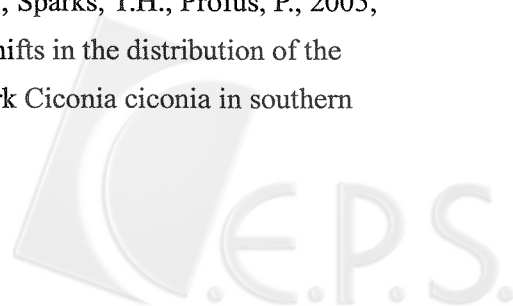 , Sparks, T.H., Profus, P., 2005,
hifts in the distribution of the
rk Ciconia ciconia in southern
C.E.P.S.